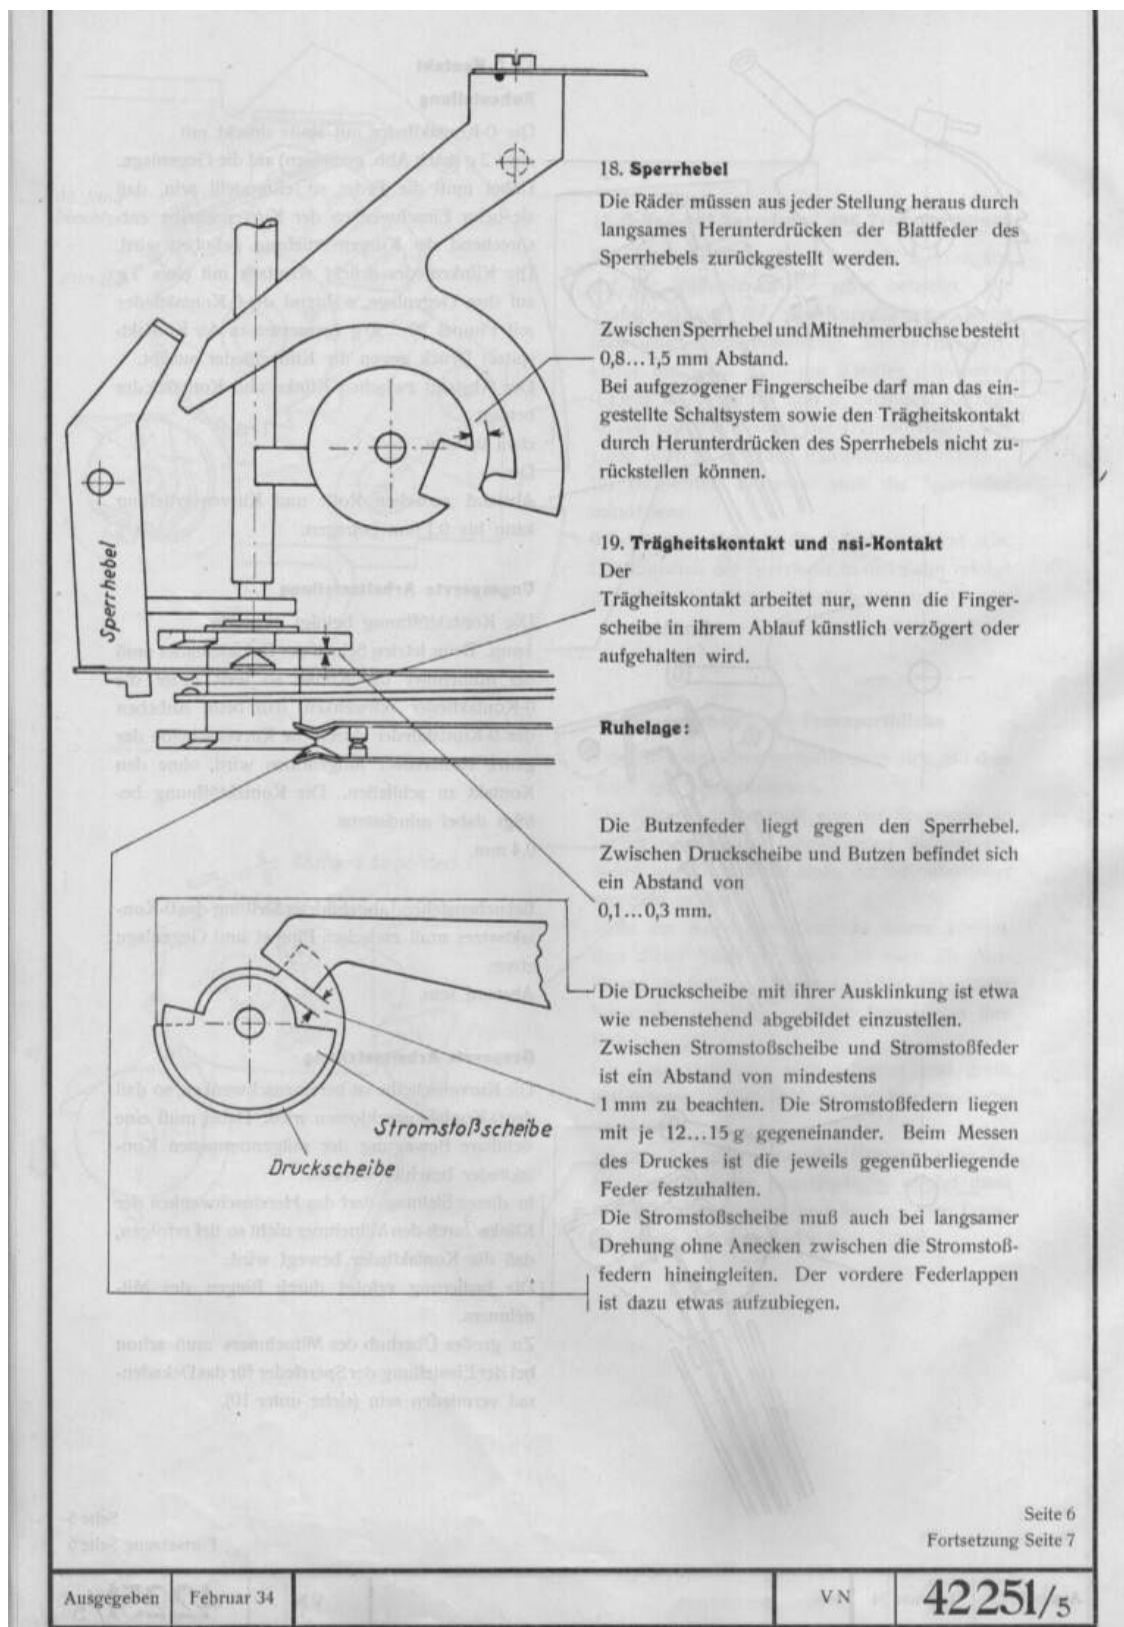 18. Sperrhebel
Die Räder müssen aus jeder Stellung heraus durch
langsames Herunterdrücken der Blattfeder des
Sperrhebels zurückgestellt werden.
Zwischen Sperrhebel und Mitnehmerbuchse besteht
0,8...1,5 mm Abstand.
Bei aufgezogener Fingerscheibe darf man das ein-
gestellte Schaltsystem sowie den Trägheitskontakt
durch Herunterdrücken des Sperrhebels nicht zu-
rückstellen können.
Sperrhebel
19. Trägheitskontakt und nsi-Kontakt
Der
Trägheitskontakt arbeitet nur, wenn die Finger-
scheibe in ihrem Ablauf künstlich verzögert oder
aufgehalten wird.
Ruhelage:
Die Butzenfeder liegt gegen den Sperrhebel.
Zwischen Druckscheibe und Butzen befindet sich
ein Abstand von
0,1...0,3 mm.
Die Druckscheibe mit ihrer Ausklinkung ist etwa
wie nebenstehend abgebildet einzustellen.
Zwischen Stromstoßscheibe und Stromstoßfeder
ist ein Abstand von mindestens
1 mm zu beachten. Die Stromstoßfedern liegen
mit je 12...15 g gegeneinander. Beim Messen
des Druckes ist die jeweils gegenüberliegende
Feder festzuhalten.
Die Stromstoßscheibe muß auch bei langsamer
Drehung ohne Anecken zwischen die Stromstoß-
federn hineingleiten. Der vordere Federlappen
ist dazu etwas aufzubiegen.
Stromstoßscheibe
Druckscheibe
Seite 6
Fortsetzung Seite 7
Ausgegeben Februar 34 VN 42251/5